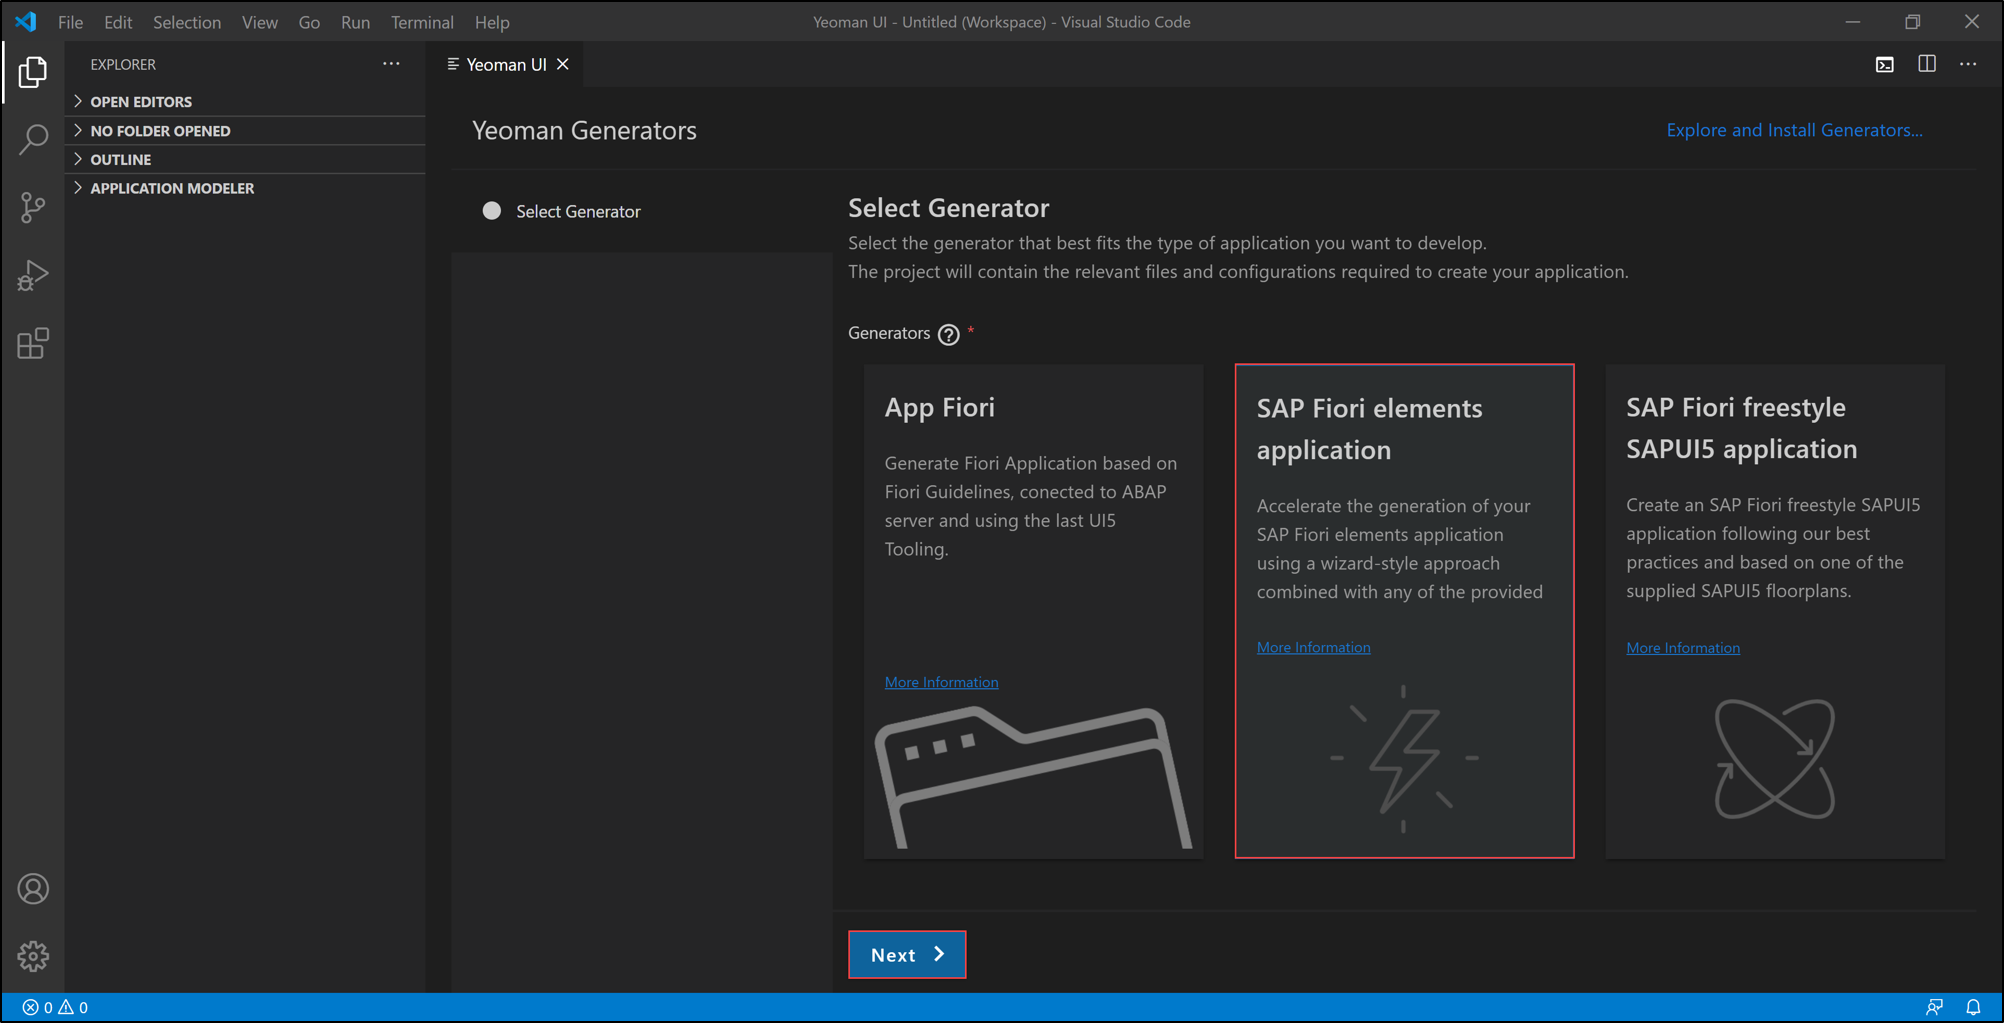 File Edit Selection View Go Run Terminal Help
Yeoman UI - Untitled (Workspace) - Visual Studio Code
EXPLORER
OPEN EDITORS
NO FOLDER OPENED
OUTLINE
APPLICATION MODELER
Yeoman UI
Yeoman Generators
Explore and Install Generators...
Select Generator
Select Generator
Select the generator that best fits the type of application you want to develop.
The project will contain the relevant files and configurations required to create your application.
Generators ? *
App Fiori
Generate Fiori Application based on
Fiori Guidelines, conected to ABAP
server and using the last UI5
Tooling.
More Information
SAP Fiori elements
application
Accelerate the generation of your
SAP Fiori elements application
using a wizard-style approach
combined with any of the provided
More Information
SAP Fiori freestyle
SAPUI5 application
Create an SAP Fiori freestyle SAPUI5
application following our best
practices and based on one of the
supplied SAPUI5 floorplans.
More Information
Next
0 0